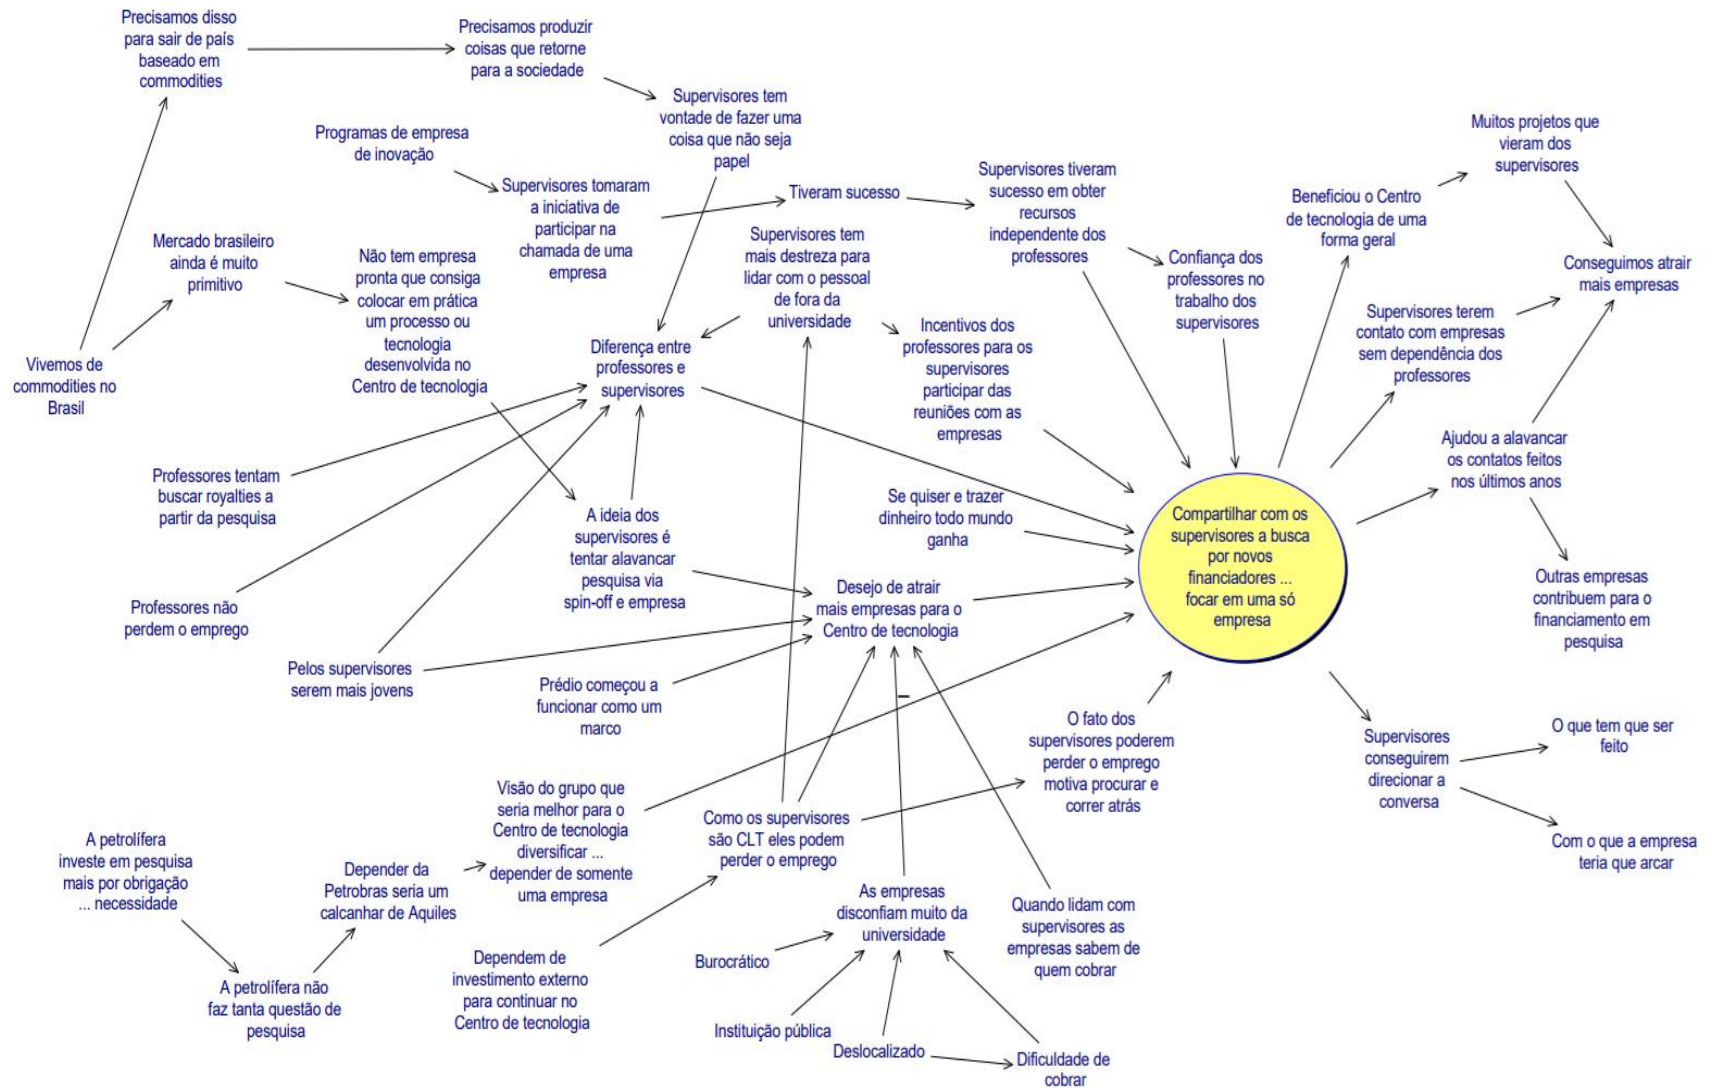 Precisamos disso
para sair de país
baseado em
commodities
Precisamos produzir
coisas que retorne
para a sociedade
Supervisores tem
vontade de fazer uma
coisa que não seja
papel
Programas de empresa
de inovação
Supervisores tomaram
a iniciativa de
participar na
chamada de uma
empresa
Tiveram sucesso
Supervisores tiveram
sucesso em obter
recursos
independente dos
professores
Muitos projetos que
vieram dos
supervisores
Beneficiou o Centro
de tecnologia de uma
forma geral
Mercado brasileiro
ainda é muito
primitivo
Não tem empresa
pronta que consiga
colocar em prática
um processo ou
tecnologia
desenvolvida no
Centro de tecnologia
Supervisores tem
mais destreza para
lidar com o pessoal
de fora da
universidade
Confiança dos
professores no
trabalho dos
supervisores
Conseguimos atrair
mais empresas
Supervisores terem
contato com empresas
sem dependência dos
professores
Incentivos dos
professores para os
supervisores
participar das
reuniões com as
empresas
Diferença entre
professores e
supervisores
Vivemos de
commodities no
Brasil
Ajudou a alavancar
os contatos feitos
nos últimos anos
Professores tentam
buscar royalties a
partir da pesquisa
Se quiser e trazer
dinheiro todo mundo
ganha
Compartilhar com os
supervisores a busca
por novos
financiadores ...
focar em uma só
empresa
A ideia dos
supervisores é
tentar alavancar
pesquisa via
spin-off e empresa
Desejo de atrair
mais empresas para o
Centro de tecnologia
Outras empresas
contribuem para o
financiamento em
pesquisa
Professores não
perdem o emprego
Pelos supervisores
serem mais jovens
Prédio começou a
funcionar como um
marco
–
O fato dos
supervisores poderem
perder o emprego
motiva procurar e
correr atrás
Supervisores
conseguirem
direcionar a
conversa
O que tem que ser
feito
Com o que a empresa
teria que arcar
Visão do grupo que
seria melhor para o
Centro de tecnologia
diversificar ...
depender de somente
uma empresa
Como os supervisores
são CLT eles podem
perder o emprego
A petrolífera
investe em pesquisa
mais por obrigação
... necessidade
Depender da
Petrobras seria um
calcanhar de Aquiles
As empresas
disconfiam muito da
universidade
Quando lidam com
supervisores as
empresas sabem de
quem cobrar
Burocrático
Dependem de
investimento externo
para continuar no
Centro de tecnologia
A petrolífera não
faz tanta questão de
pesquisa
Instituição pública
Deslocalizado
Dificuldade de
cobrar